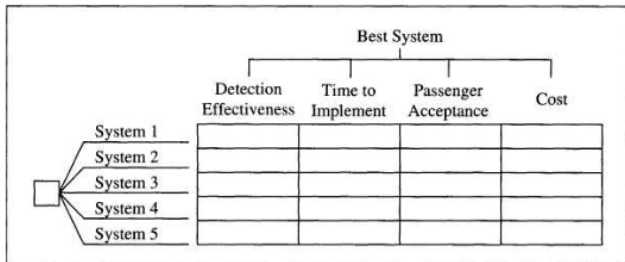 Best System
Detection Effectiveness
Time to Implement
Passenger Acceptance
Cost
System 1
System 2
System 3
System 4
System 5